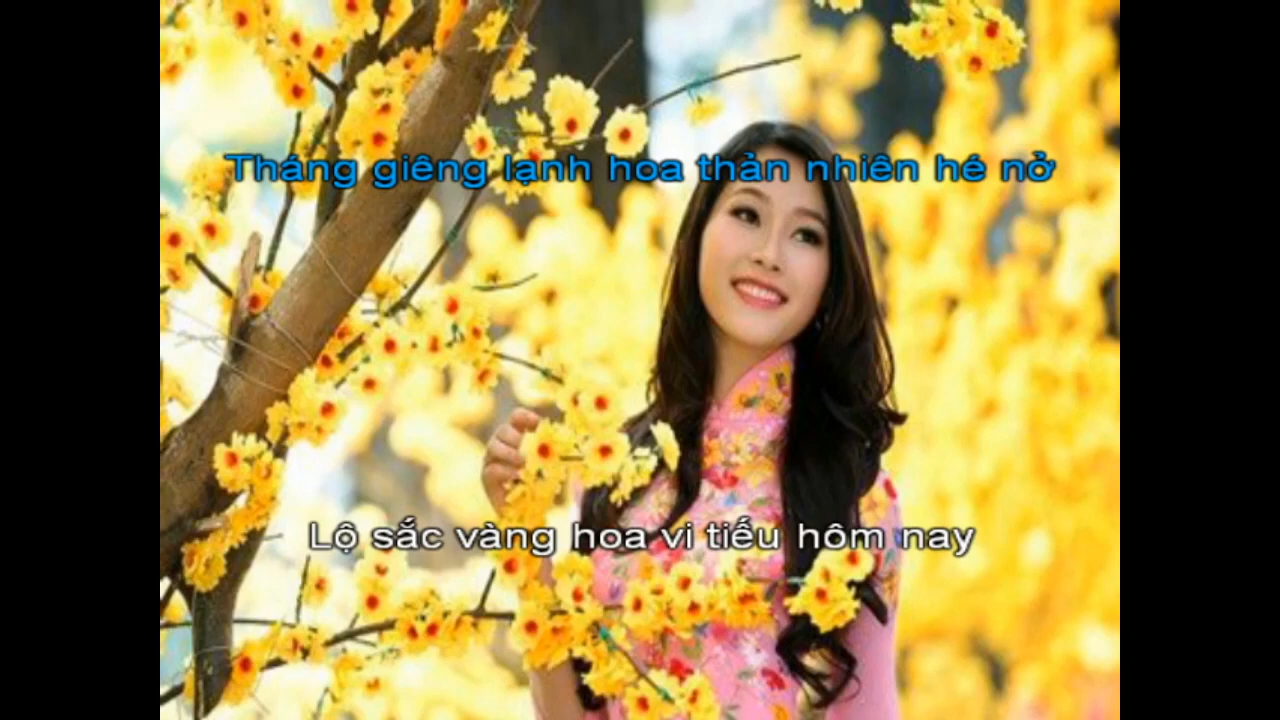 Tháng giêng lạnh hoa thản nhiên hé nở
Lộ sắc vàng hoa vi tiếu hôm nay